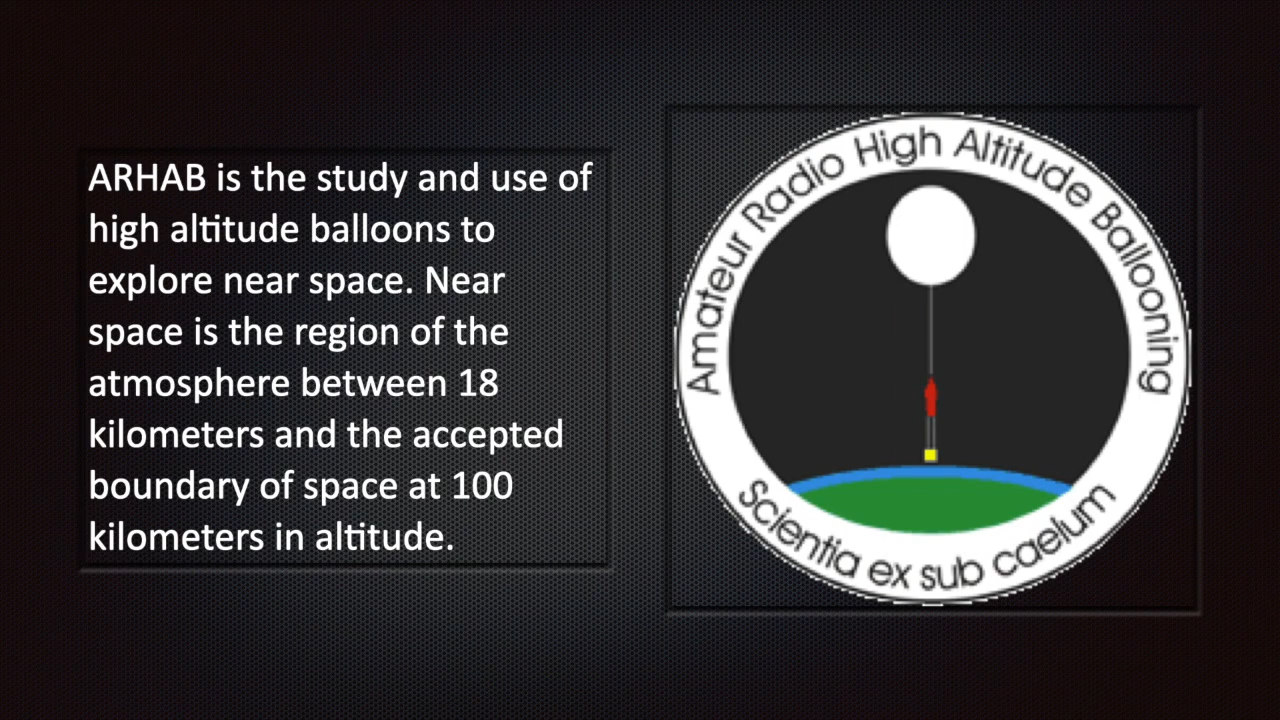 ARHAB is the study and use of
high altitude balloons to
explore near space. Near
space is the region of the
atmosphere between 18
kilometers and the accepted
boundary of space at 100
kilometers in altitude.
Amateur Radio High Altitude Ballooning
Scientia ex sub caelum